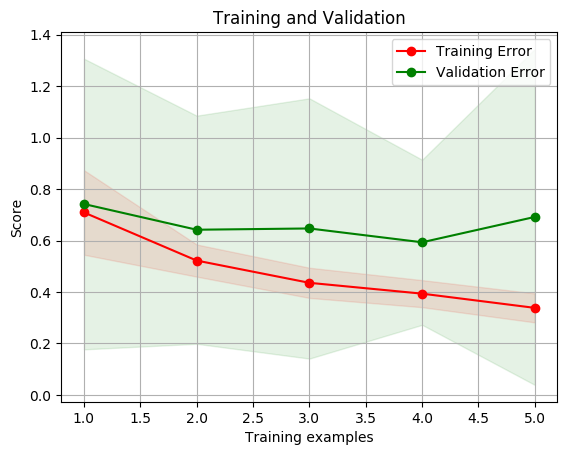 Training and Validation
Training Error
Validation Error
Score
1.4
1.2
1.0
0.8
0.6
0.4
0.2
0.0
1.0 1.5 2.0 2.5 3.0 3.5 4.0 4.5 5.0
Training examples